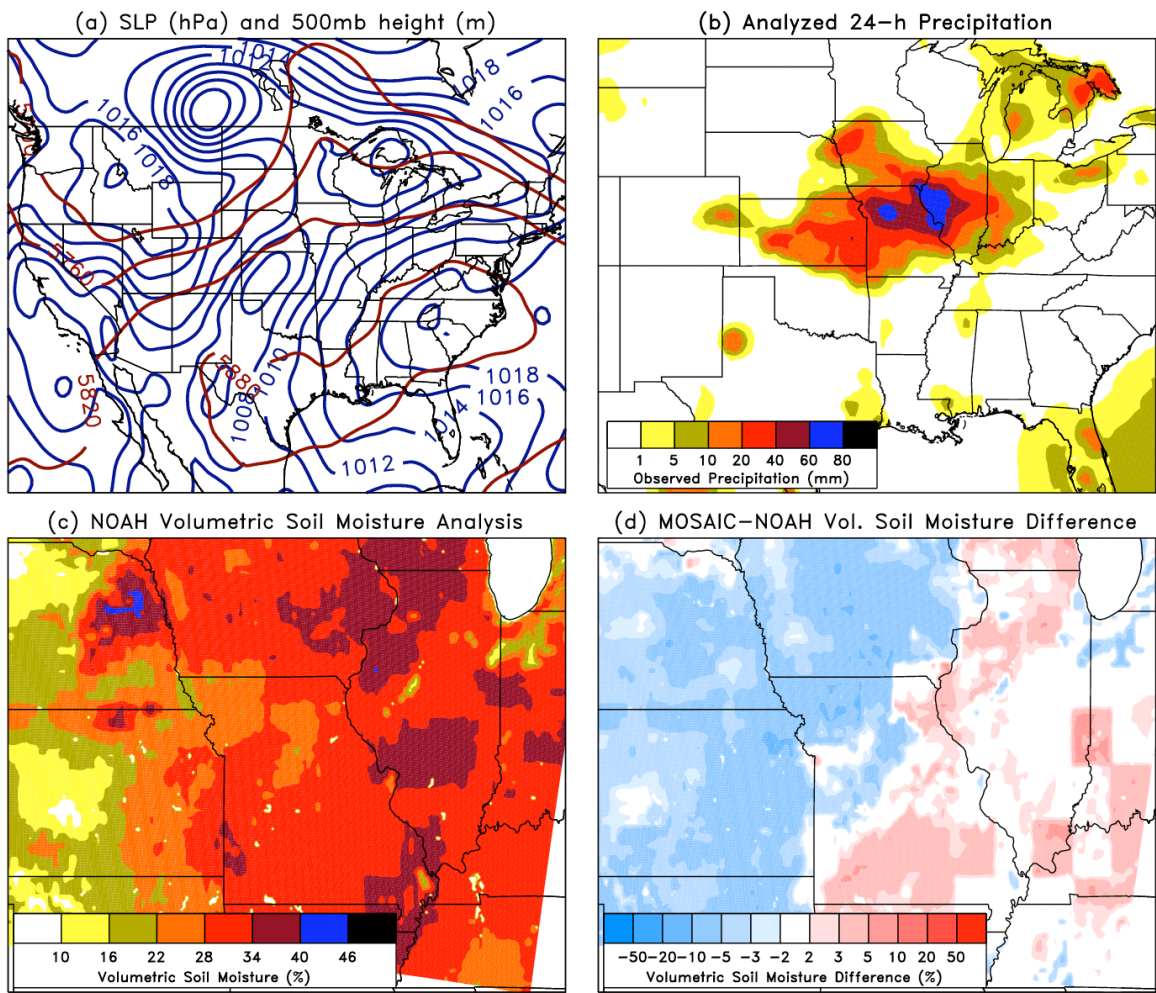 (a) SLP (hPa) and 500mb height (m)
(b) Analyzed 24-h Precipitation
1014
1018
1016
1016
1018
5760
5820
5880
1008
1010
1018
1016
1014
1012
1 5 10 20 40 60 80
Observed Precipitation (mm)
(c) NOAH Volumetric Soil Moisture Analysis
(d) MOSAIC-NOAH Vol. Soil Moisture Difference
10 16 22 28 34 40 46
Volumetric Soil Moisture (%)
-50 -20 -10 -5 -3 -2 2 3 5 10 20 50
Volumetric Soil Moisture Difference (%)